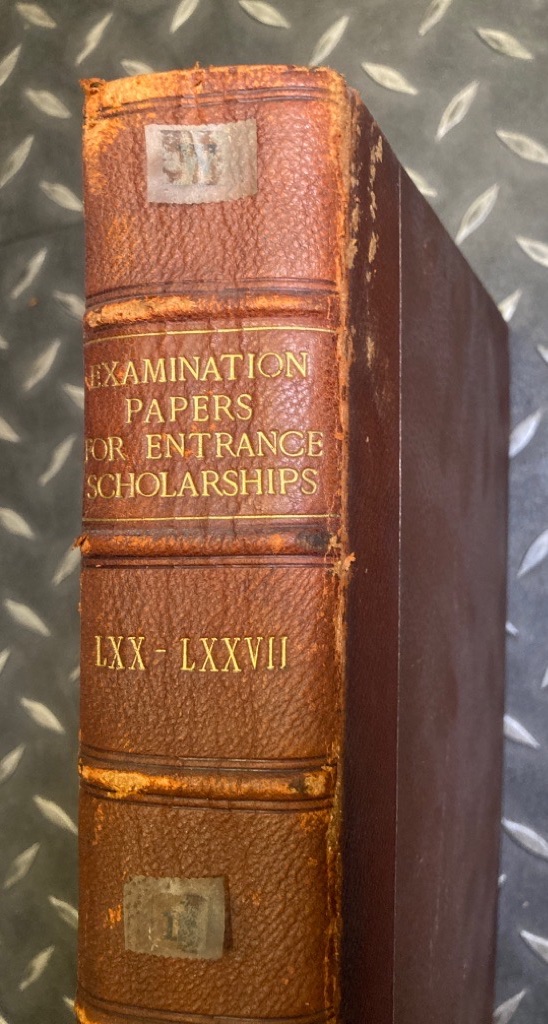 EXAMINATION
PAPERS
FOR ENTRANCE
SCHOLARSHIPS
LXX - LXXVII